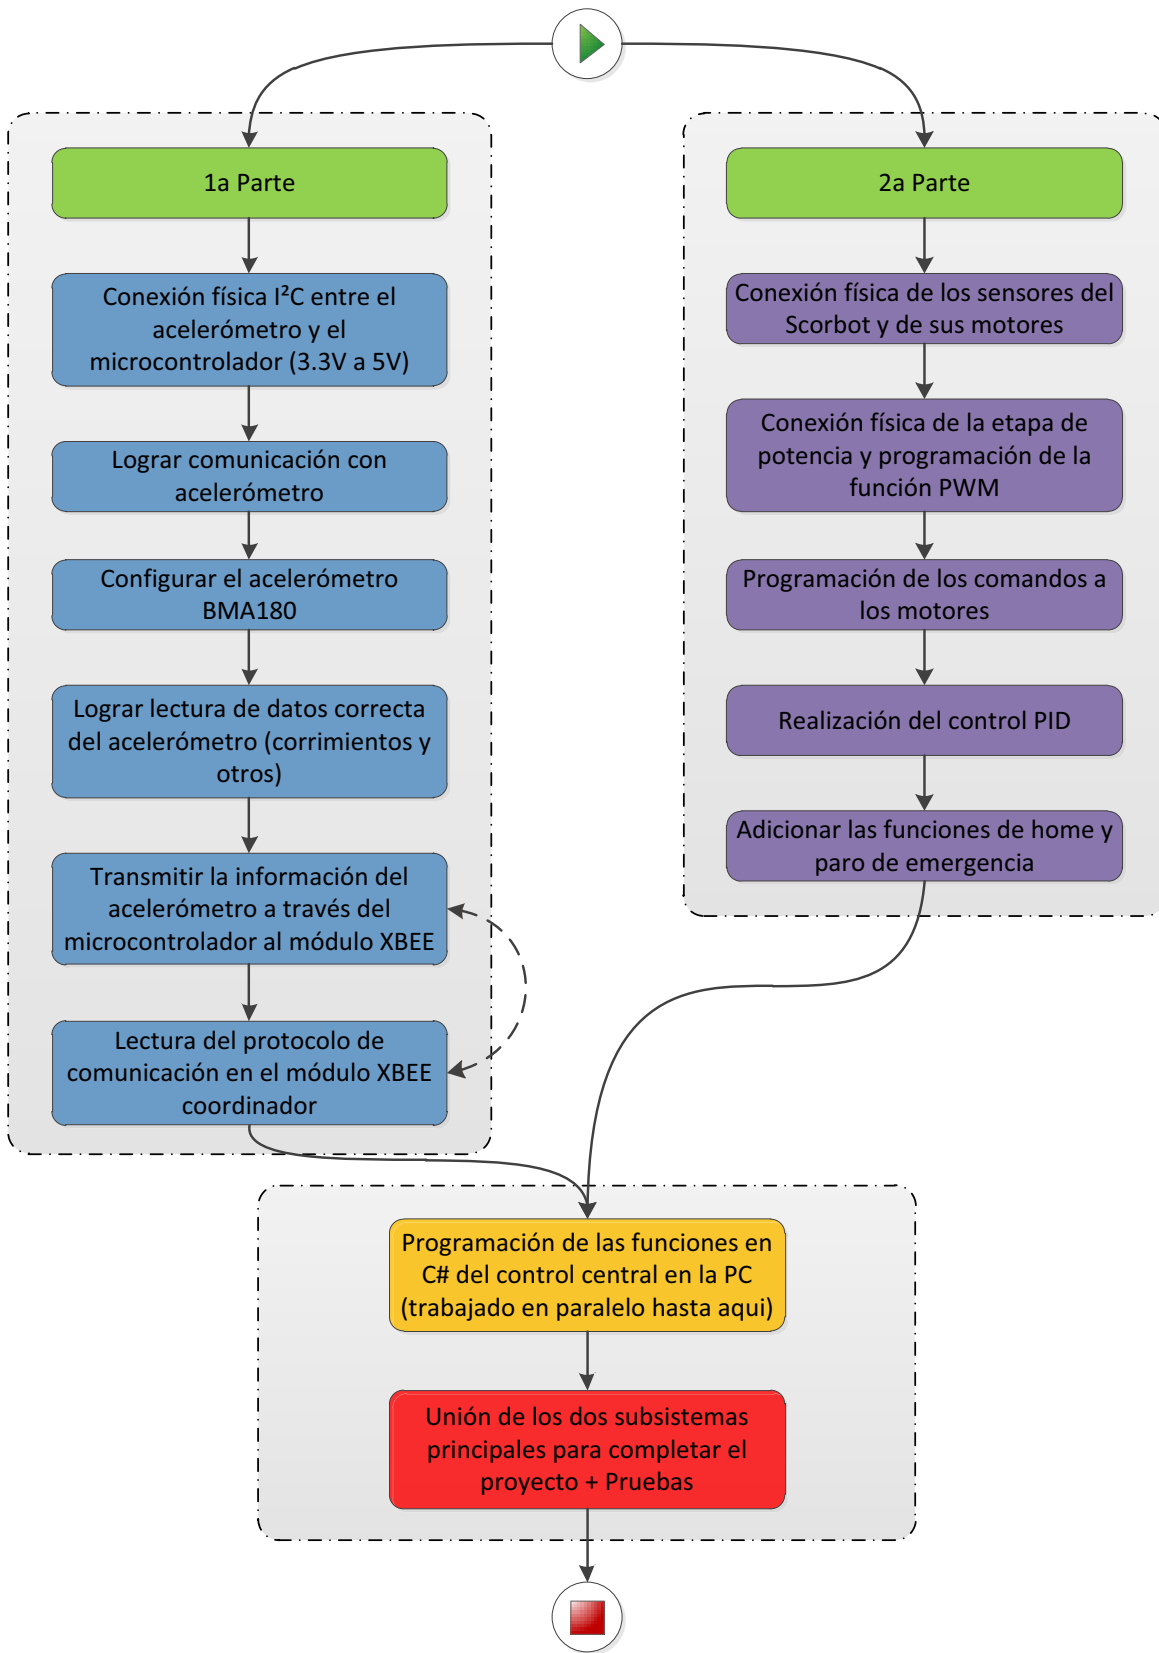 1a Parte
Conexión física I²C entre el
acelerómetro y el
microcontrolador (3.3V a 5V)
Lograr comunicación con
acelerómetro
Configurar el acelerómetro
BMA180
Lograr lectura de datos correcta
del acelerómetro (corrimientos y
otros)
Transmitir la información del
acelerómetro a través del
microcontrolador al módulo XBEE
Lectura del protocolo de
comunicación en el módulo XBEE
coordinador
2a Parte
Conexión física de los sensores del
Scorbot y de sus motores
Conexión física de la etapa de
potencia y programación de la
función PWM
Programación de los comandos a
los motores
Realización del control PID
Adicionar las funciones de home y
paro de emergencia
Programación de las funciones en
C# del control central en la PC
(trabajado en paralelo hasta aqui)
Unión de los dos subsistemas
principales para completar el
proyecto + Pruebas